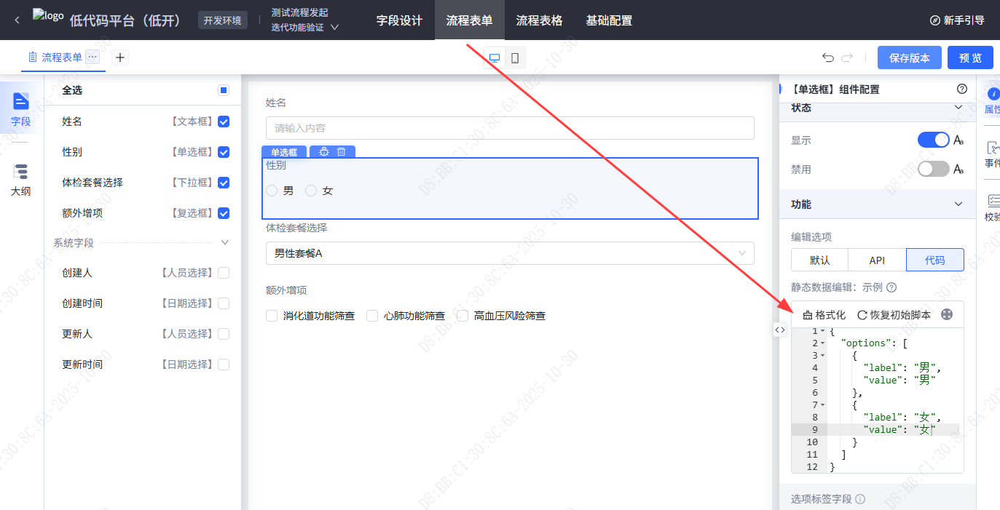 logo 低代码平台（低开） 开发环境 测试流程发起 字段设计 流程表单 流程表格 基础配置 新手引导
迭代功能验证
流程表单 ··· + 保存版本 预 览
字段
大纲
全选
姓名 【文本框】
性别 【单选框】
体检套餐选择 【下拉框】
额外增项 【复选框】
系统字段
创建人 【人员选择】
创建时间 【日期选择】
更新人 【人员选择】
更新时间 【日期选择】
姓名
请输入内容
单选框
性别
男 女
体检套餐选择
男性套餐A
额外增项
消化道功能筛查 心肺功能筛查 高血压风险筛查
【单选框】组件配置
状态
显示
禁用
功能
编辑选项
默认 API 代码
静态数据编辑：示例
格式化 恢复初始脚本
1 {
2 "options": [
3 {
4 "label": "男",
5 "value": "男"
6 },
7 {
8 "label": "女",
9 "value": "女"
10 }
11 ]
12 }
选项标签字段
属性
事件
校验
D8:BB:C1:30:8C:6A-2025-10-30